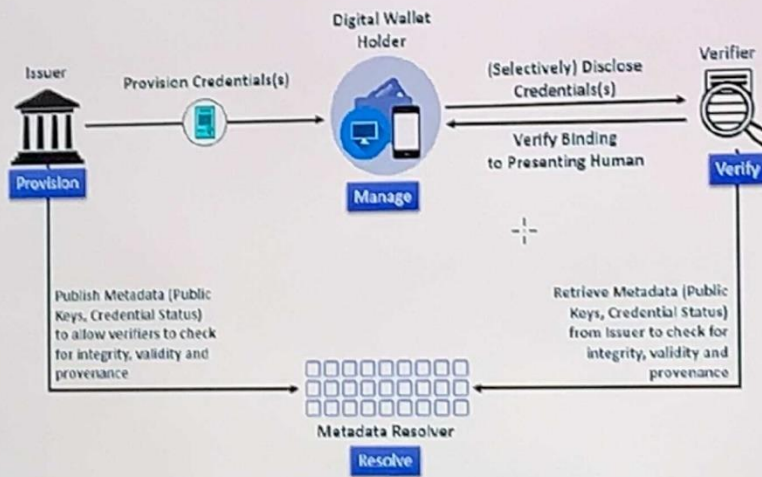 Digital Wallet
Holder
Issuer
Provision Credentials(s)
(Selectively) Disclose
Credentials(s)
Verifier
Verify Binding
to Presenting Human
Provision
Manage
Verify
Publish Metadata (Public
Keys, Credential Status)
to allow verifiers to check
for integrity, validity and
provenance
Retrieve Metadata (Public
Keys, Credential Status)
from Issuer to check for
integrity, validity and
provenance
Metadata Resolver
Resolve